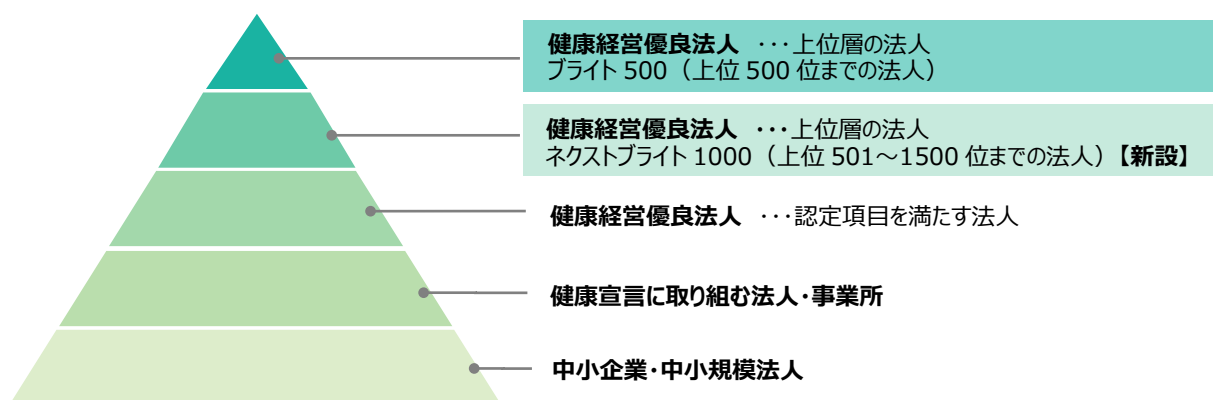 健康経営優良法人 ・・・上位層の法人
ブライト 500（上位 500 位までの法人）
健康経営優良法人 ・・・上位層の法人
ネクストブライト 1000（上位 501～1500 位までの法人）【新設】
健康経営優良法人 ・・・認定項目を満たす法人
健康宣言に取り組む法人・事業所
中小企業・中小規模法人